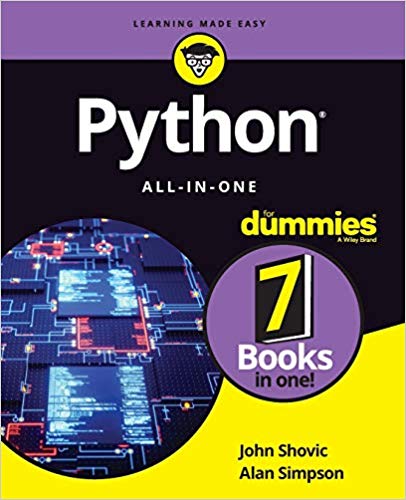 LEARNING MADE EASY
Python®
ALL-IN-ONE
for
dummies®
A Wiley Brand
7
Books
in one!
John Shovic
Alan Simpson